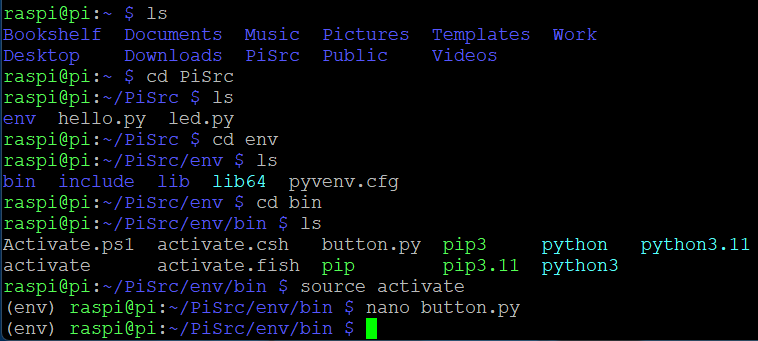 raspi@pi:~ $ ls
Bookshelf  Documents  Music  Pictures  Templates  Work
Desktop    Downloads  PiSrc  Public    Videos
raspi@pi:~ $ cd PiSrc
raspi@pi:~/PiSrc $ ls
env  hello.py  led.py
raspi@pi:~/PiSrc $ cd env
raspi@pi:~/PiSrc/env $ ls
bin  include  lib  lib64  pyvenv.cfg
raspi@pi:~/PiSrc/env $ cd bin
raspi@pi:~/PiSrc/env/bin $ ls
Activate.ps1  activate.csh   button.py  pip3     python   python3.11
activate      activate.fish  pip        pip3.11  python3
raspi@pi:~/PiSrc/env/bin $ source activate
(env) raspi@pi:~/PiSrc/env/bin $ nano button.py
(env) raspi@pi:~/PiSrc/env/bin $